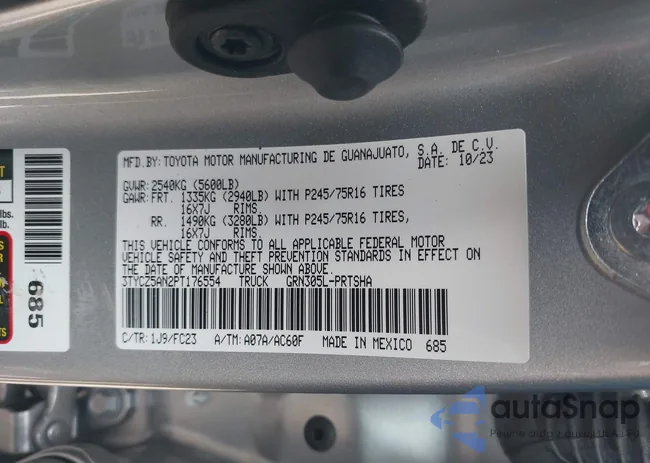 MFD.BY: TOYOTA MOTOR MANUFACTURING DE GUANAJUATO, S.A. DE C.V.
DATE: 10/23
GVWR: 2540KG (5600LB)
GAWR: FRT. 1335KG (2940LB) WITH P245/75R16 TIRES
16X7J RIMS,
RR. 1490KG (3280LB) WITH P245/75R16 TIRES,
16X7J RIMS.
THIS VEHICLE CONFORMS TO ALL APPLICABLE FEDERAL MOTOR
VEHICLE SAFETY AND THEFT PREVENTION STANDARDS IN EFFECT ON
THE DATE OF MANUFACTURE SHOWN ABOVE.
3TYCZ5AN2PT176554 TRUCK GRN305L-PRTSHA
C/TR: 1J9/FC23 A/TM: A07A/AC60F MADE IN MEXICO 685
lbs.
lbs.
685
autoSnap